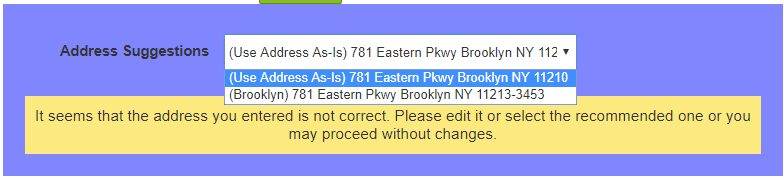 Address Suggestions
(Use Address As-Is) 781 Eastern Pkwy Brooklyn NY 112
(Use Address As-Is) 781 Eastern Pkwy Brooklyn NY 11210
(Brooklyn) 781 Eastern Pkwy Brooklyn NY 11213-3453
It seems that the address you entered is not correct. Please edit it or select the recommended one or you
may proceed without changes.